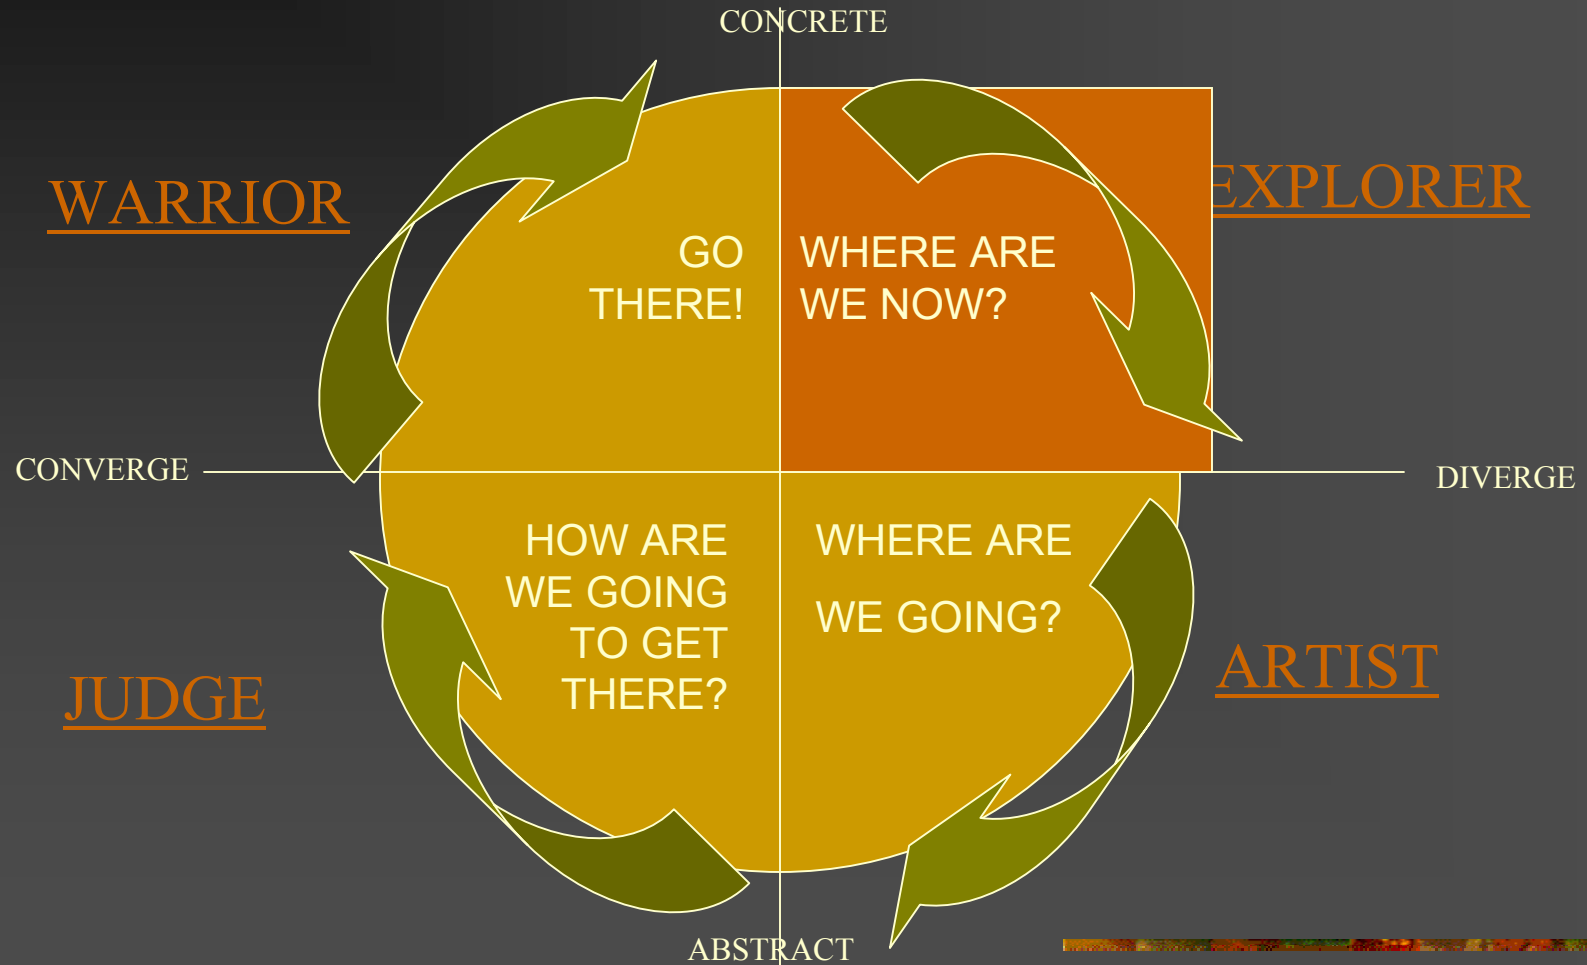 CONCRETE
WARRIOR
EXPLORER
GO
THERE!
WHERE ARE
WE NOW?
CONVERGE
DIVERGE
HOW ARE
WE GOING
TO GET
THERE?
WHERE ARE
WE GOING?
JUDGE
ARTIST
ABSTRACT